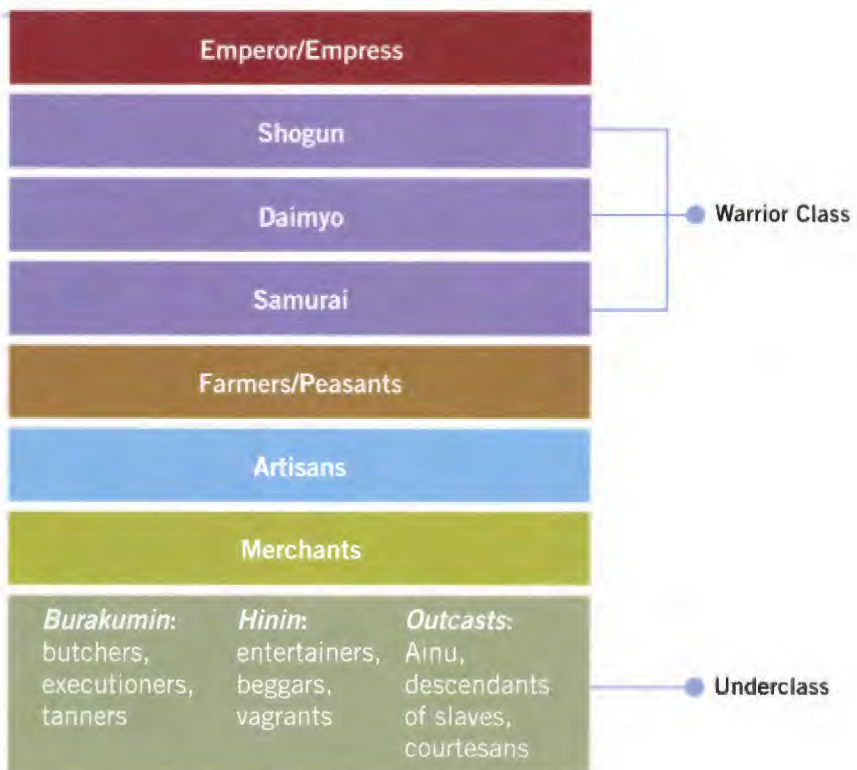 Emperor/Empress
Shogun
Daimyo
Warrior Class
Samurai
Farmers/Peasants
Artisans
Merchants
Burakumin:
butchers,
executioners,
tanners
Hinin:
entertainers,
beggars,
vagrants
Outcasts:
Ainu,
descendants
of slaves,
courtesans
Underclass